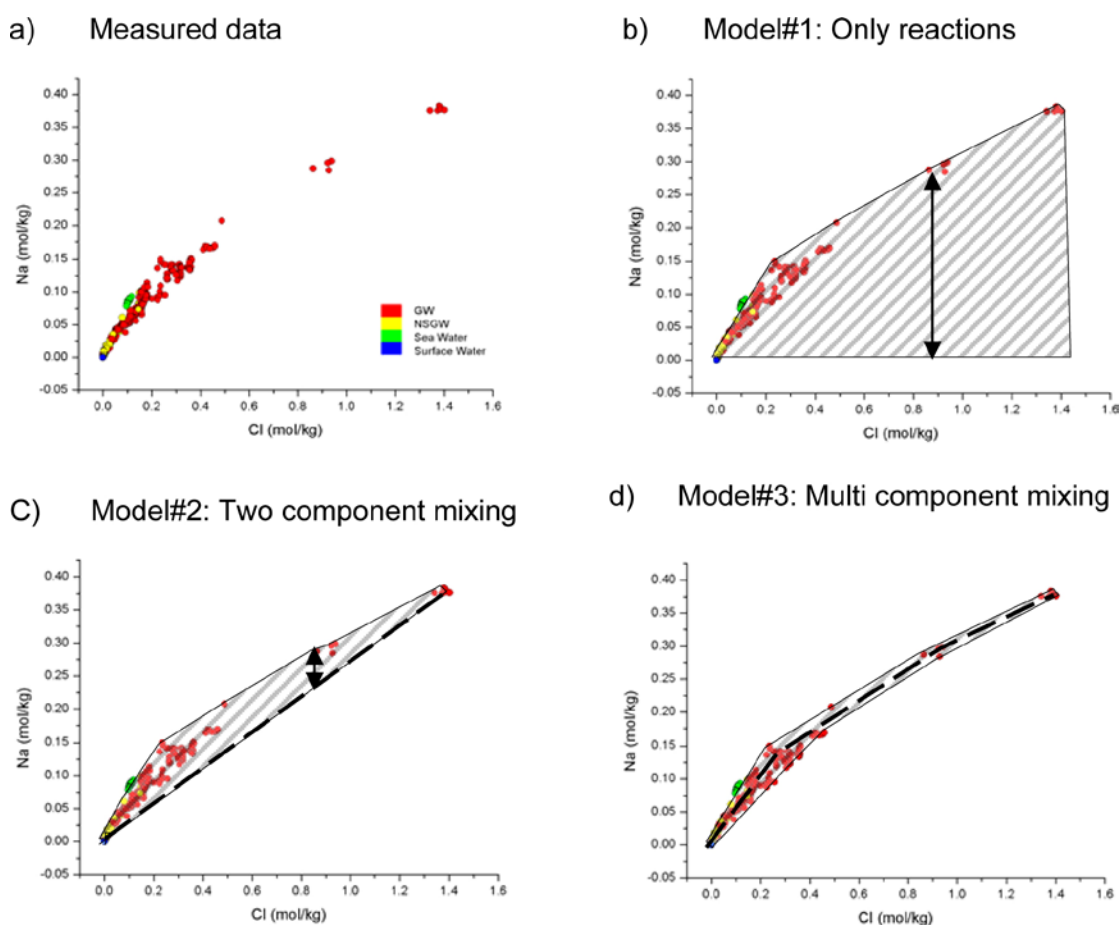 a) Measured data
0.40
0.35
0.30
0.25
0.20
0.15
0.10
0.05
0.00
-0.05
Na (mol/kg)
GW
NSGW
Sea Water
Surface Water
0.0 0.2 0.4 0.6 0.8 1.0 1.2 1.4 1.6
Cl (mol/kg)
b) Model#1: Only reactions
0.40
0.35
0.30
0.25
0.20
0.15
0.10
0.05
0.00
-0.05
Na (mol/kg)
0.0 0.2 0.4 0.6 0.8 1.0 1.2 1.4 1.6
Cl (mol/kg)
C) Model#2: Two component mixing
0.40
0.35
0.30
0.25
0.20
0.15
0.10
0.05
0.00
-0.05
Na (mol/kg)
0.0 0.2 0.4 0.6 0.8 1.0 1.2 1.4 1.6
Cl (mol/kg)
d) Model#3: Multi component mixing
0.40
0.35
0.30
0.25
0.20
0.15
0.10
0.05
0.00
-0.05
Na (mol/kg)
0.0 0.2 0.4 0.6 0.8 1.0 1.2 1.4 1.6
Cl (mol/kg)